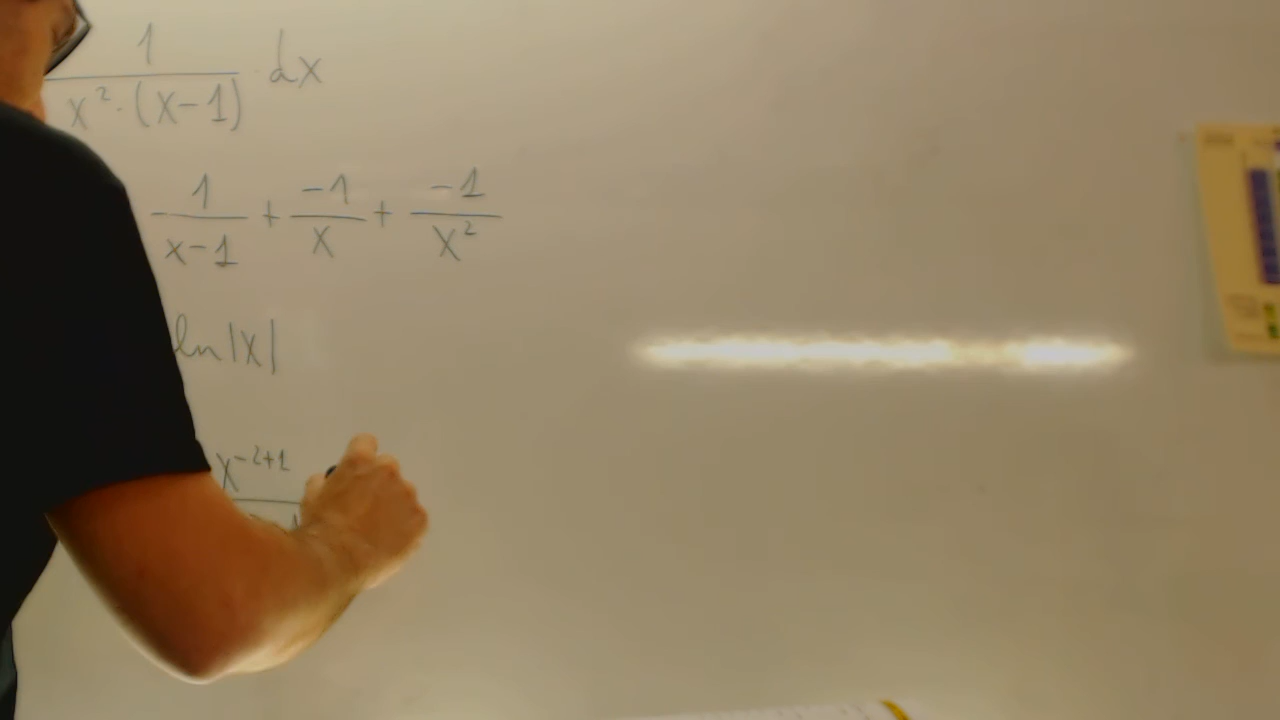 1
x² · (x-1) dx
1/(x-1) + -1/x + -1/x²
ln|x|
x^(-2+1)